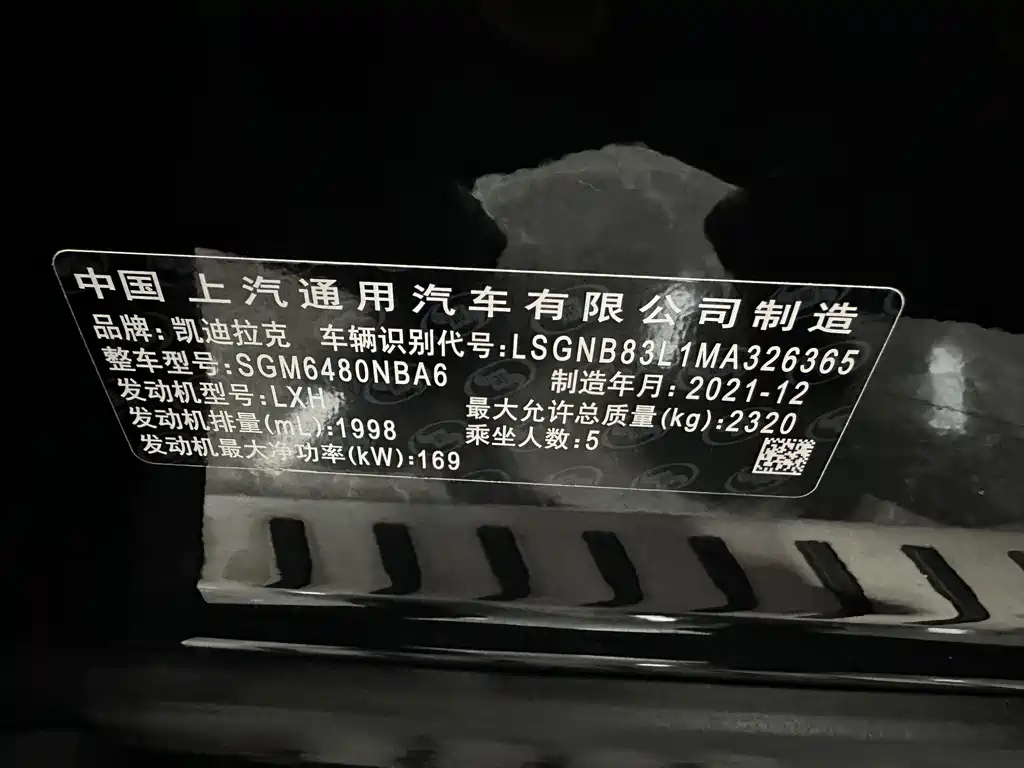 中国 上汽通用汽车有限公司制造
品牌:凯迪拉克 车辆识别代号:LSGNB83L1MA326365
整车型号:SGM6480NBA6 制造年月:2021-12
发动机型号:LXH 最大允许总质量(kg):2320
发动机排量(mL):1998 乘坐人数:5
发动机最大净功率(kW):169